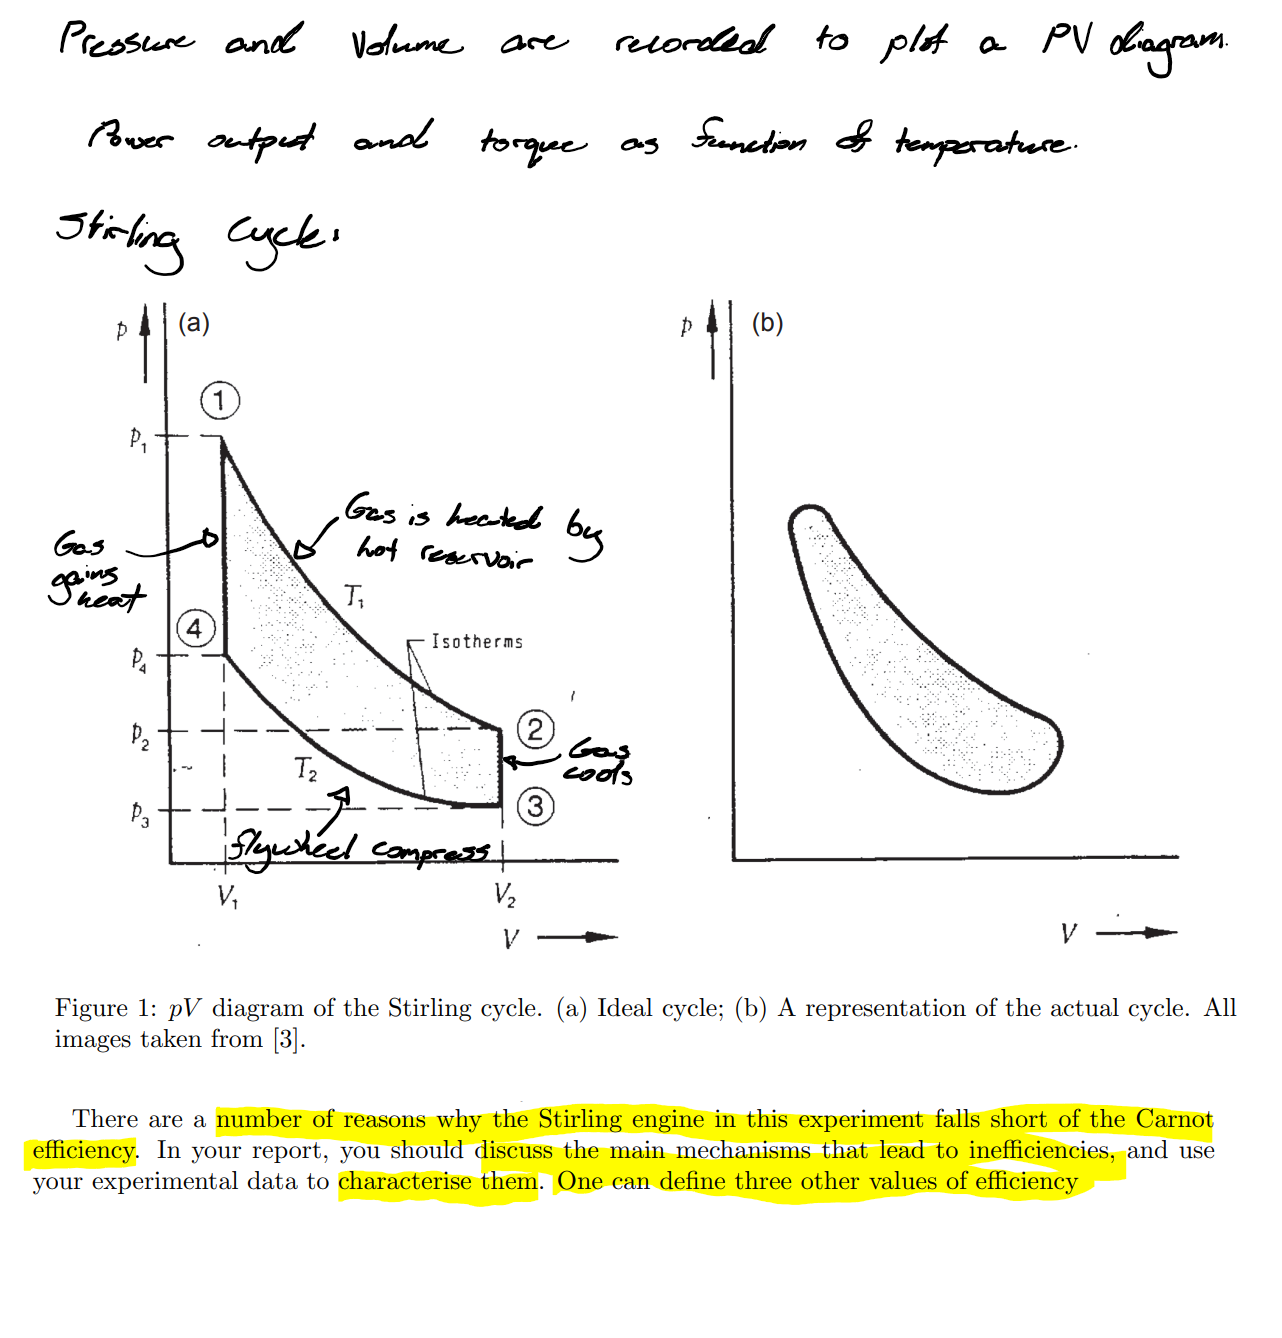 Pressure and Volume are recorded to plot a PV diagram.
Power output and torque as function of temperature.
Stirling Cycle:
p (a)
1
p1
Gas is heated by
hot reservoir
Gas
gains
heat
T1
4
Isotherms
p4
p2
2
Gas
cools
T2
p3
3
flywheel compress
V1
V2
V
p (b)
V
Figure 1: pV diagram of the Stirling cycle. (a) Ideal cycle; (b) A representation of the actual cycle. All
images taken from [3].
There are a number of reasons why the Stirling engine in this experiment falls short of the Carnot
efficiency. In your report, you should discuss the main mechanisms that lead to inefficiencies, and use
your experimental data to characterise them. One can define three other values of efficiency